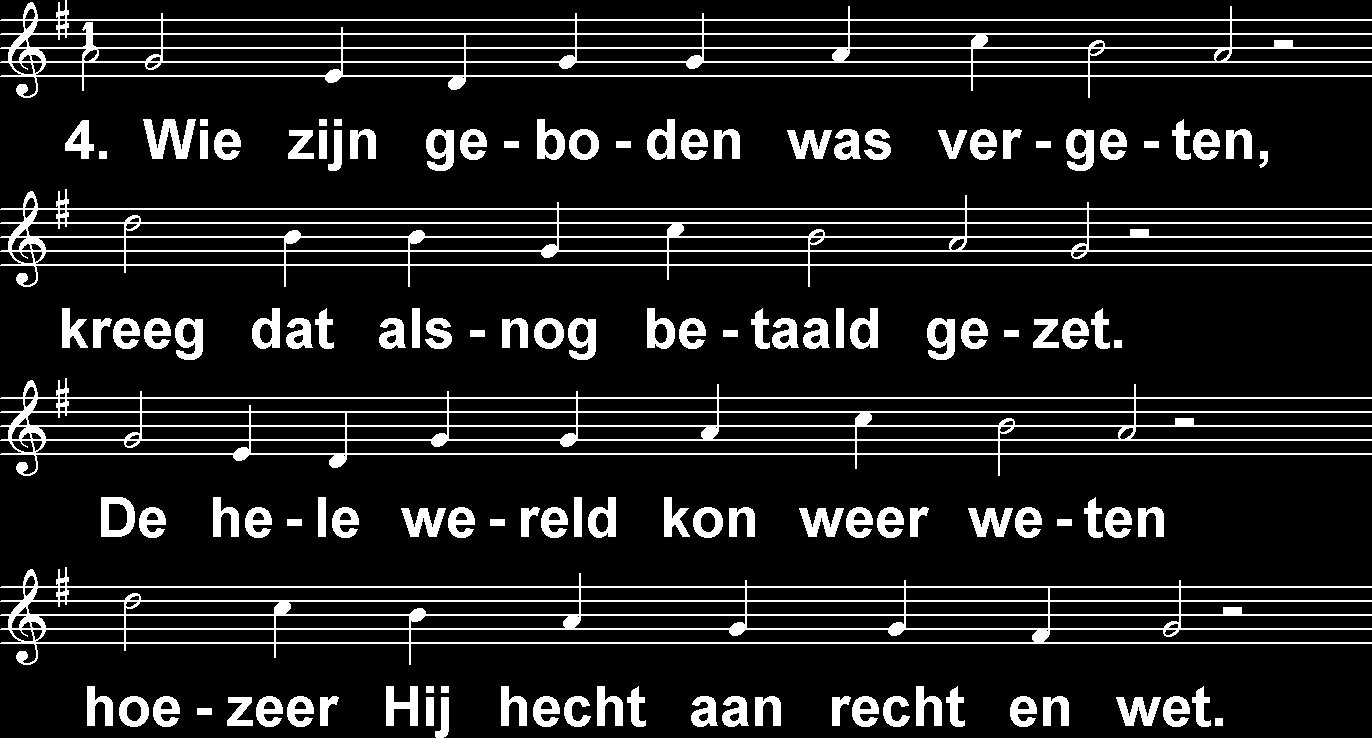 1
4. Wie zijn ge - bo - den was ver - ge - ten,
kreeg dat als - nog be - taald ge - zet.
De he - le we - reld kon weer we - ten
hoe - zeer Hij hecht aan recht en wet.